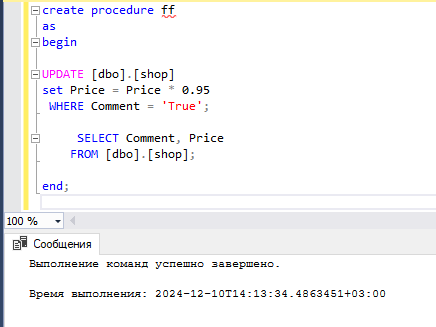 create procedure ff
as
begin
UPDATE [dbo].[shop]
set Price = Price * 0.95
WHERE Comment = 'True';
SELECT Comment, Price
FROM [dbo].[shop];
end;
100 %
Сообщения
Выполнение команд успешно завершено.
Время выполнения: 2024-12-10T14:13:34.4863451+03:00